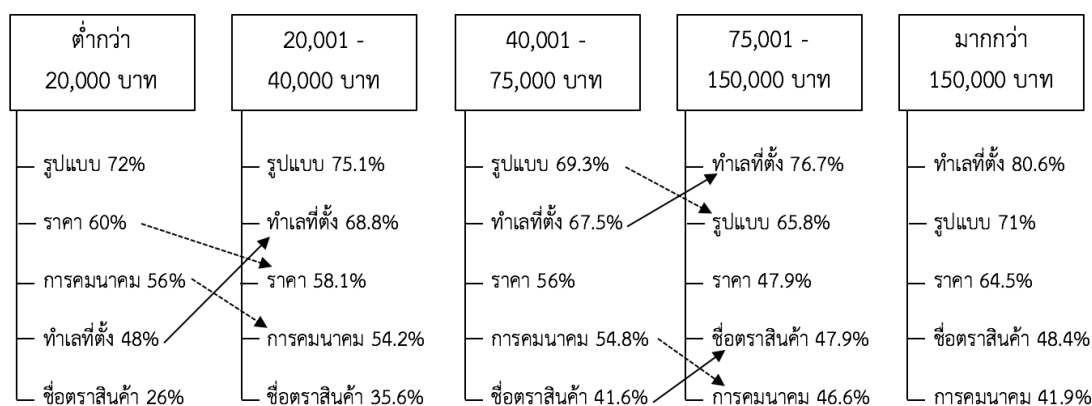 ต่ำกว่า
20,000 บาท
รูปแบบ 72%
ราคา 60%
การคมนาคม 56%
ทำเลที่ตั้ง 48%
ชื่อตราสินค้า 26%
20,001 -
40,000 บาท
รูปแบบ 75.1%
ทำเลที่ตั้ง 68.8%
ราคา 58.1%
การคมนาคม 54.2%
ชื่อตราสินค้า 35.6%
40,001 -
75,000 บาท
รูปแบบ 69.3%
ทำเลที่ตั้ง 67.5%
ราคา 56%
การคมนาคม 54.8%
ชื่อตราสินค้า 41.6%
75,001 -
150,000 บาท
ทำเลที่ตั้ง 76.7%
รูปแบบ 65.8%
ราคา 47.9%
ชื่อตราสินค้า 47.9%
การคมนาคม 46.6%
มากกว่า
150,000 บาท
ทำเลที่ตั้ง 80.6%
รูปแบบ 71%
ราคา 64.5%
ชื่อตราสินค้า 48.4%
การคมนาคม 41.9%